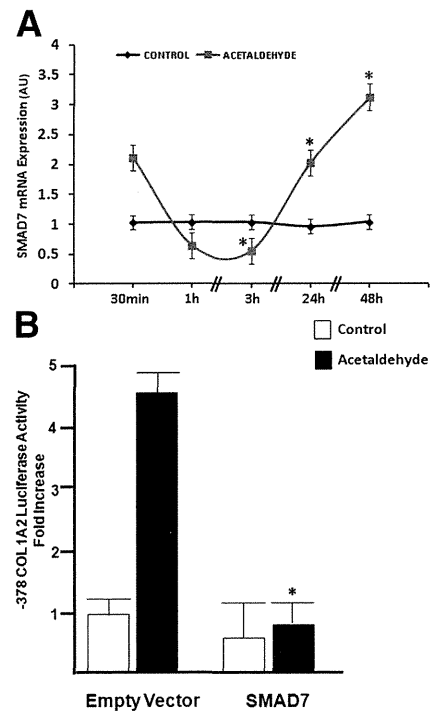 A
CONTROL ACETALDEHYDE
SMAD7 mRNA Expression (AU)
4
3.5
3
2.5
2
1.5
1
0.5
0
*
*
*
30min 1h 3h 24h 48h
B
Control
Acetaldehyde
-378 COL 1A2 Luciferase Activity
Fold Increase
5
4
3
2
1
*
Empty Vector SMAD7